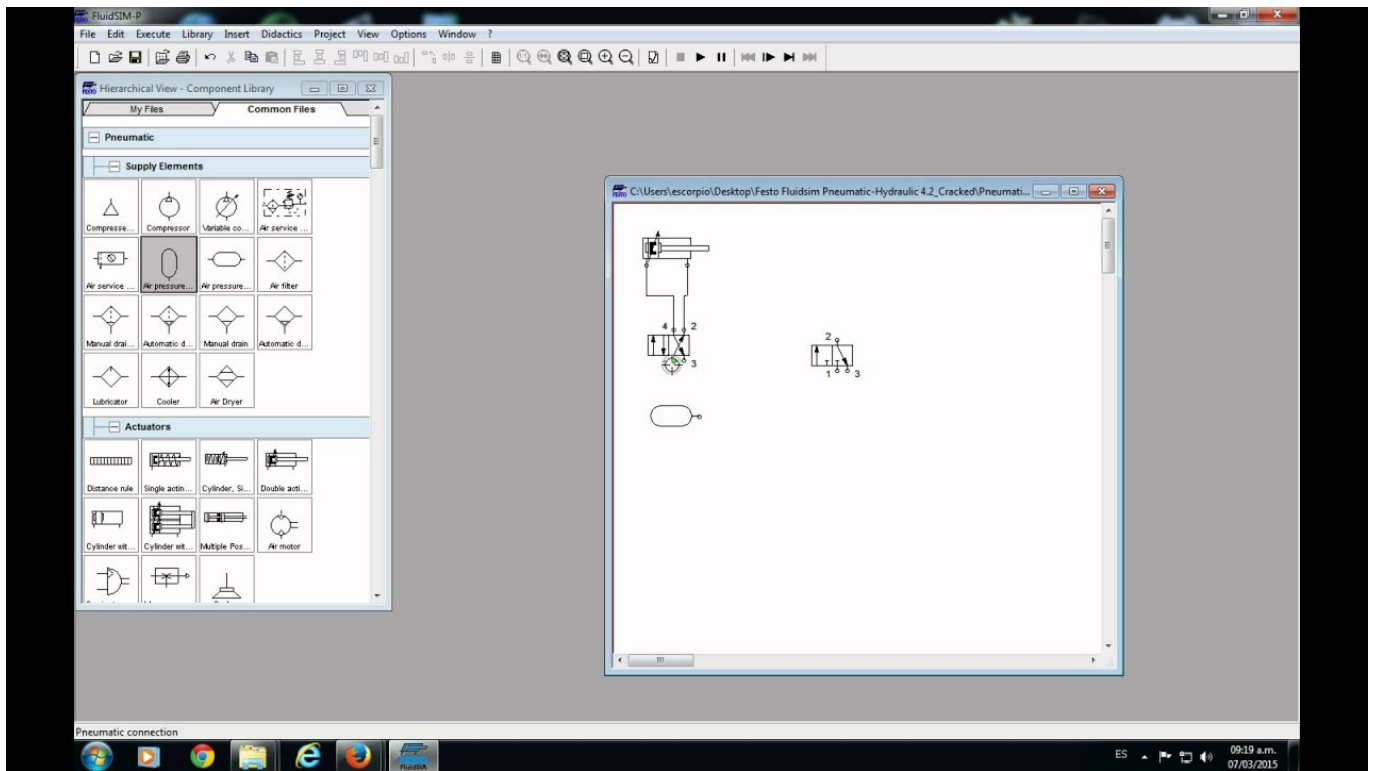 FluidSIM-P
File Edit Execute Library Insert Didactics Project View Options Window ?
Hierarchical View - Component Library
My Files Common Files
Pneumatic
Supply Elements
Compresse... Compressor Variable co... Air service ...
Air service ... Air pressure... Air pressure... Air filter
Manual drai... Automatic d... Manual drain Automatic d...
Lubricator Cooler Air Dryer
Actuators
Distance rule Single actin... Cylinder, Si... Double acti...
Cylinder wit... Cylinder wit... Multiple Pos... Air motor
C:\Users\escorpio\Desktop\Festo Fluidsim Pneumatic-Hydraulic 4.2_Cracked\Pneumati...
4 2
3
2
1 3
Pneumatic connection
FluidSIM
ES 09:19 a.m.
07/03/2015